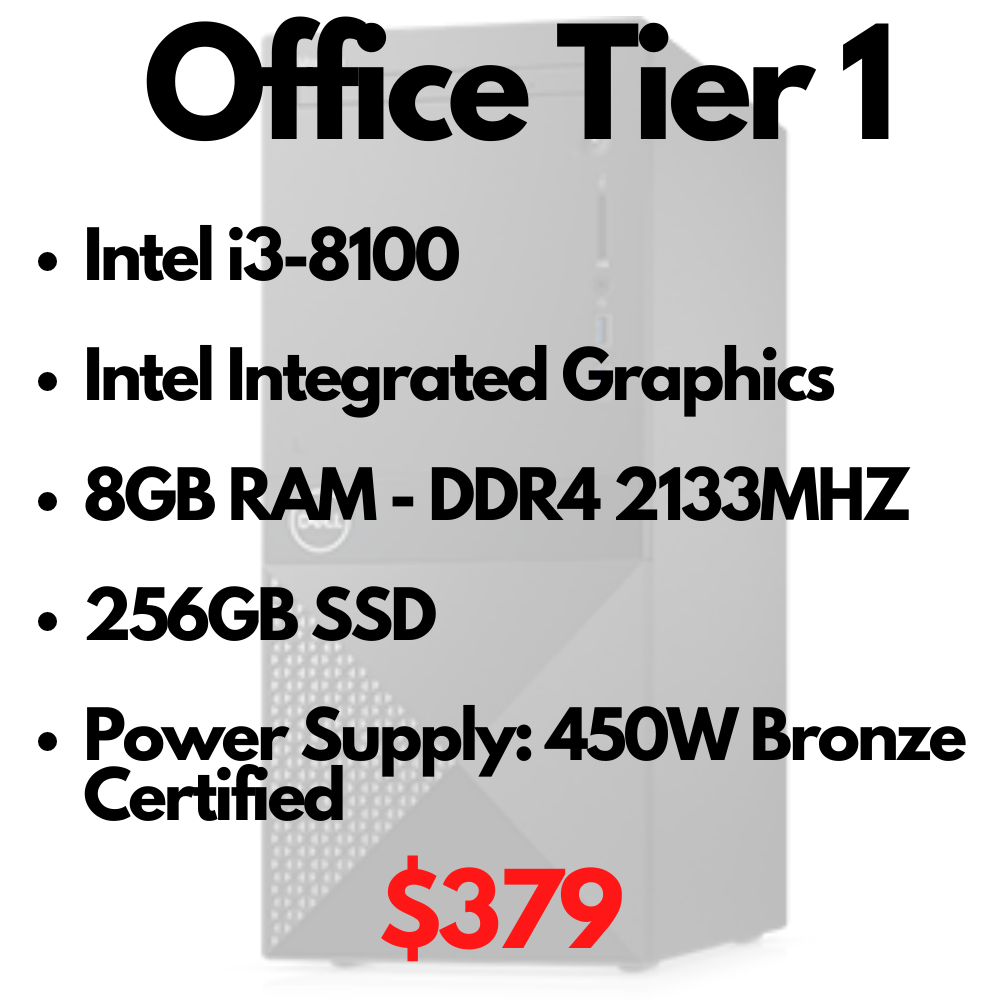 Office Tier 1
• Intel i3-8100
• Intel Integrated Graphics
• 8GB RAM - DDR4 2133MHZ
DELL
• 256GB SSD
• Power Supply: 450W Bronze
Certified
$379